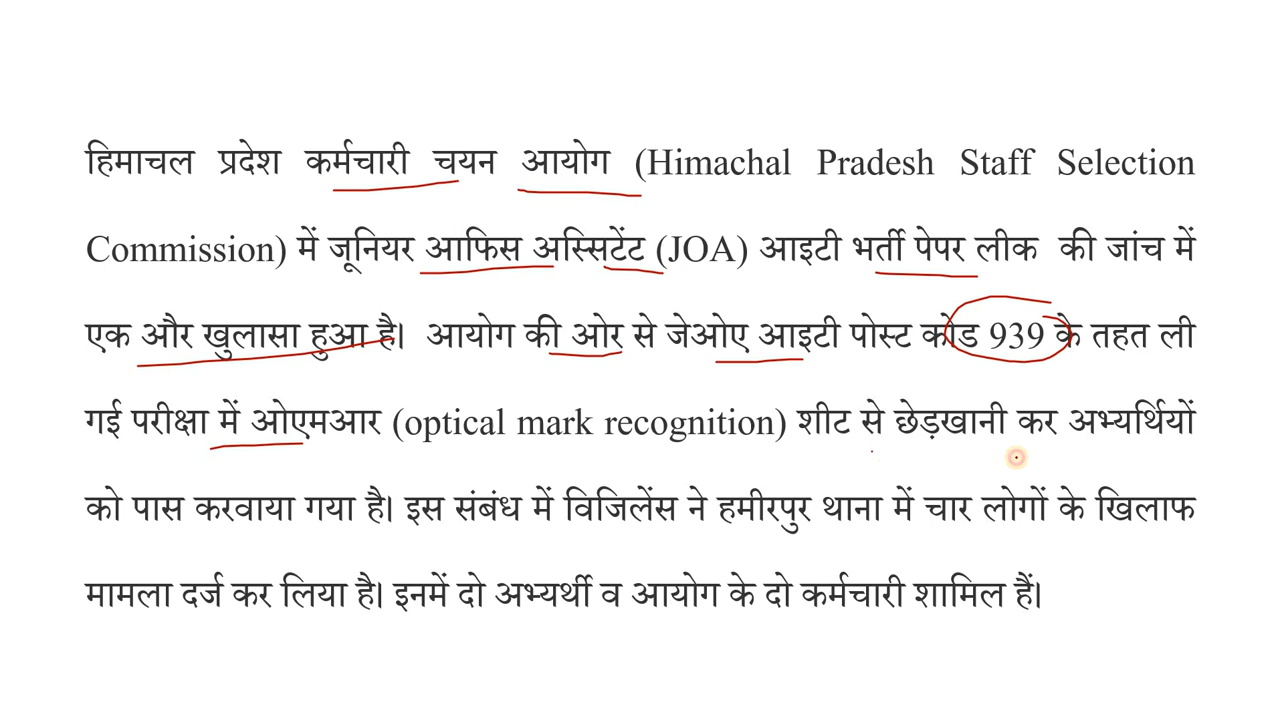 हिमाचल प्रदेश कर्मचारी चयन आयोग (Himachal Pradesh Staff Selection
Commission) में जूनियर आफिस अस्सिटेंट (JOA) आइटी भर्ती पेपर लीक की जांच में
एक और खुलासा हुआ है। आयोग की ओर से जेओए आइटी पोस्ट कोड 939 के तहत ली
गई परीक्षा में ओएमआर (optical mark recognition) शीट से छेड़खानी कर अभ्यर्थियों
को पास करवाया गया है। इस संबंध में विजिलेंस ने हमीरपुर थाना में चार लोगों के खिलाफ
मामला दर्ज कर लिया है। इनमें दो अभ्यर्थी व आयोग के दो कर्मचारी शामिल हैं।